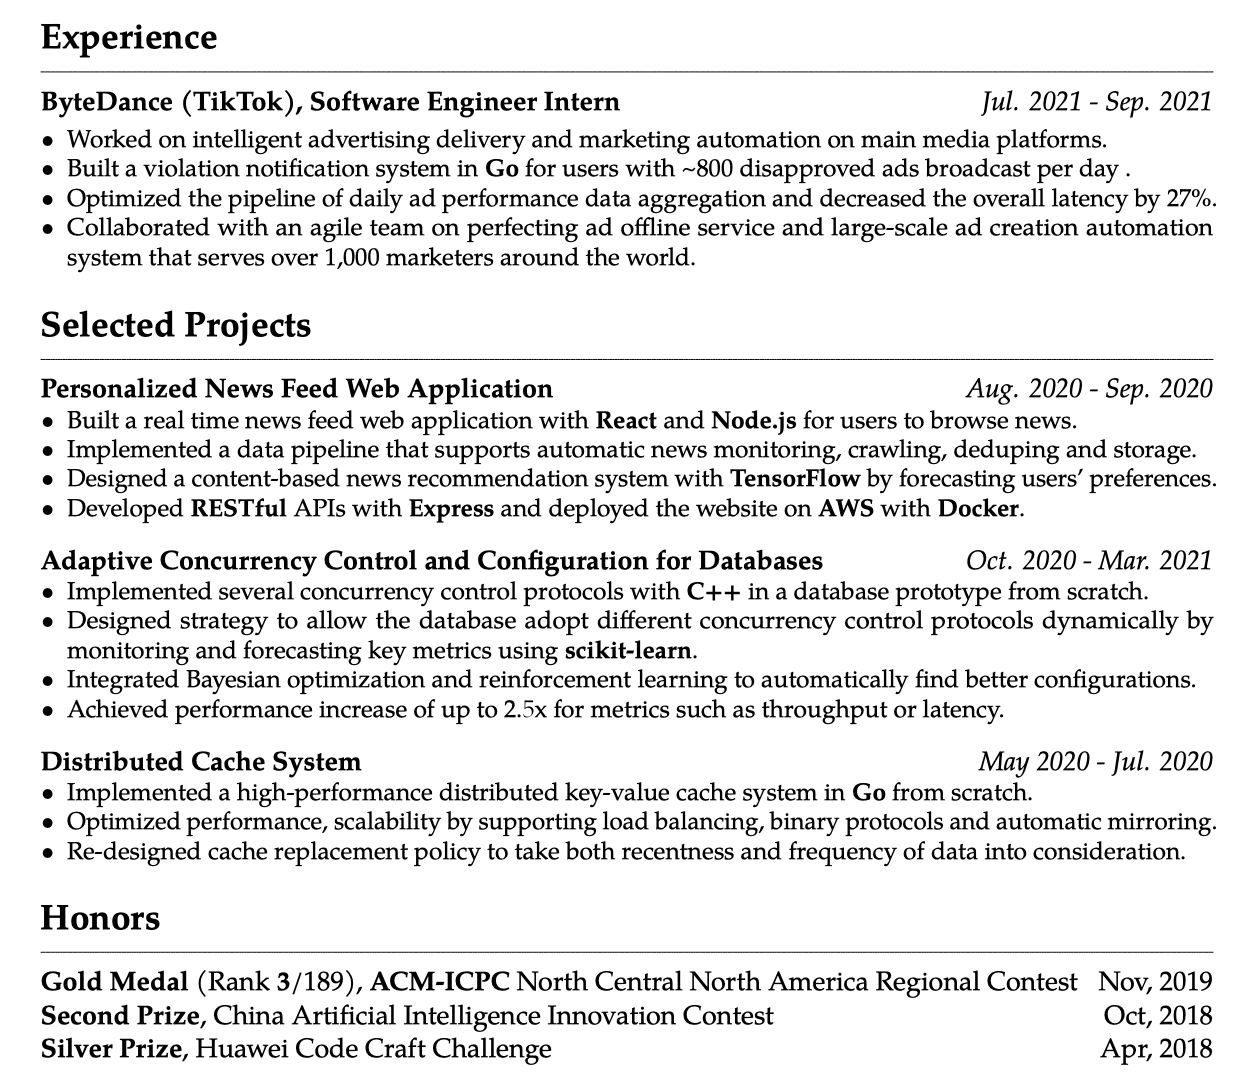 Experience
ByteDance (TikTok), Software Engineer Intern Jul. 2021 - Sep. 2021
• Worked on intelligent advertising delivery and marketing automation on main media platforms.
• Built a violation notification system in Go for users with ~800 disapproved ads broadcast per day .
• Optimized the pipeline of daily ad performance data aggregation and decreased the overall latency by 27%.
• Collaborated with an agile team on perfecting ad offline service and large-scale ad creation automation
system that serves over 1,000 marketers around the world.
Selected Projects
Personalized News Feed Web Application Aug. 2020 - Sep. 2020
• Built a real time news feed web application with React and Node.js for users to browse news.
• Implemented a data pipeline that supports automatic news monitoring, crawling, deduping and storage.
• Designed a content-based news recommendation system with TensorFlow by forecasting users' preferences.
• Developed RESTful APIs with Express and deployed the website on AWS with Docker.
Adaptive Concurrency Control and Configuration for Databases Oct. 2020 - Mar. 2021
• Implemented several concurrency control protocols with C++ in a database prototype from scratch.
• Designed strategy to allow the database adopt different concurrency control protocols dynamically by
monitoring and forecasting key metrics using scikit-learn.
• Integrated Bayesian optimization and reinforcement learning to automatically find better configurations.
• Achieved performance increase of up to 2.5x for metrics such as throughput or latency.
Distributed Cache System May 2020 - Jul. 2020
• Implemented a high-performance distributed key-value cache system in Go from scratch.
• Optimized performance, scalability by supporting load balancing, binary protocols and automatic mirroring.
• Re-designed cache replacement policy to take both recentness and frequency of data into consideration.
Honors
Gold Medal (Rank 3/189), ACM-ICPC North Central North America Regional Contest Nov, 2019
Second Prize, China Artificial Intelligence Innovation Contest Oct, 2018
Silver Prize, Huawei Code Craft Challenge Apr, 2018